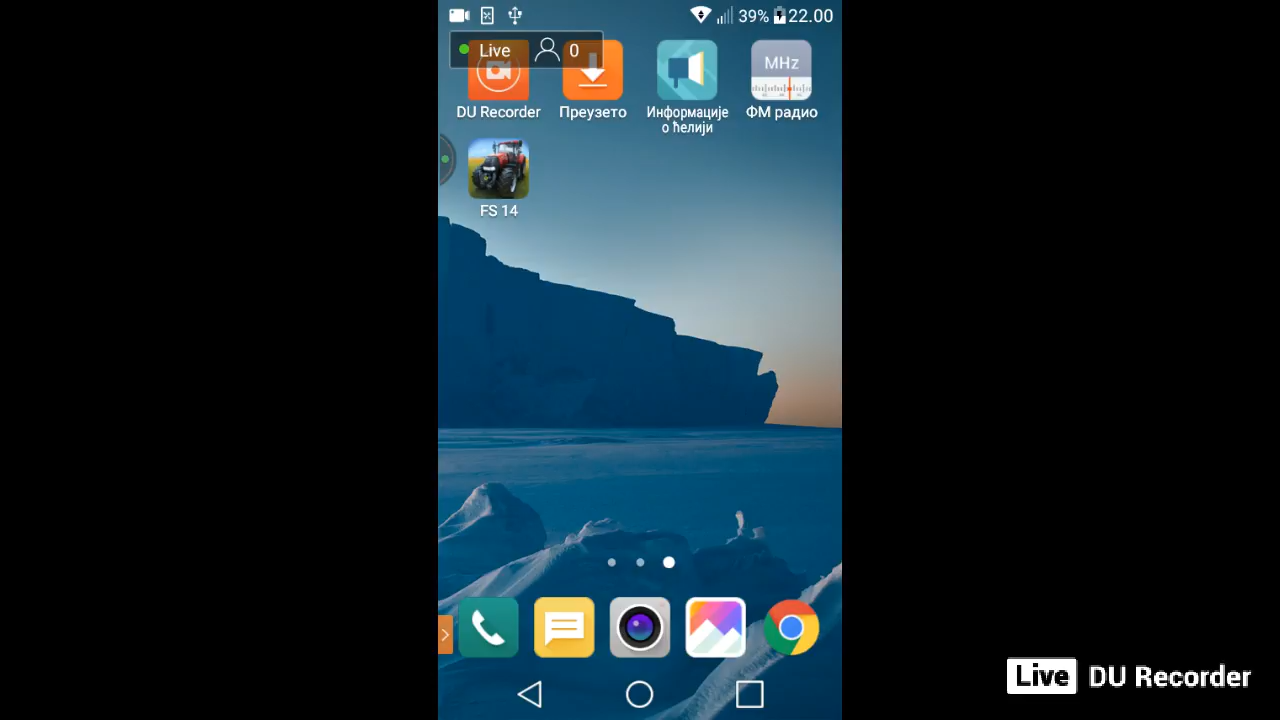 39% 22.00
Live 0
MHz
DU Recorder Преузето Информације о ћелији ФМ радио
FS 14
Live DU Recorder